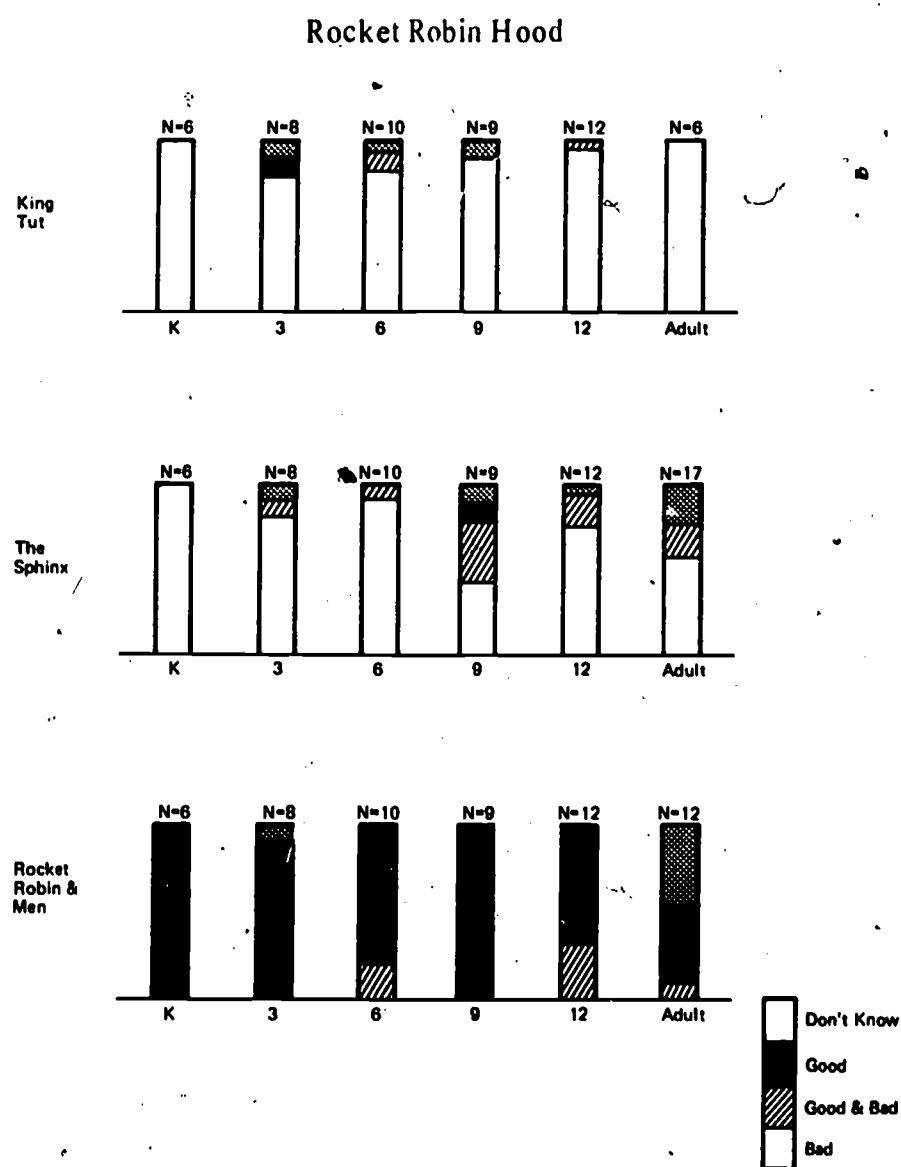 Rocket Robin Hood
N=6 N=8 N=10 N=9 N=12 N=6
King
Tut
K 3 6 9 12 Adult
N=6 N=8 N=10 N=9 N=12 N=17
The
Sphinx
K 3 6 9 12 Adult
N=6 N=8 N=10 N=9 N=12 N=12
Rocket
Robin &
Men
K 3 6 9 12 Adult
Don't Know
Good
Good & Bad
Bad